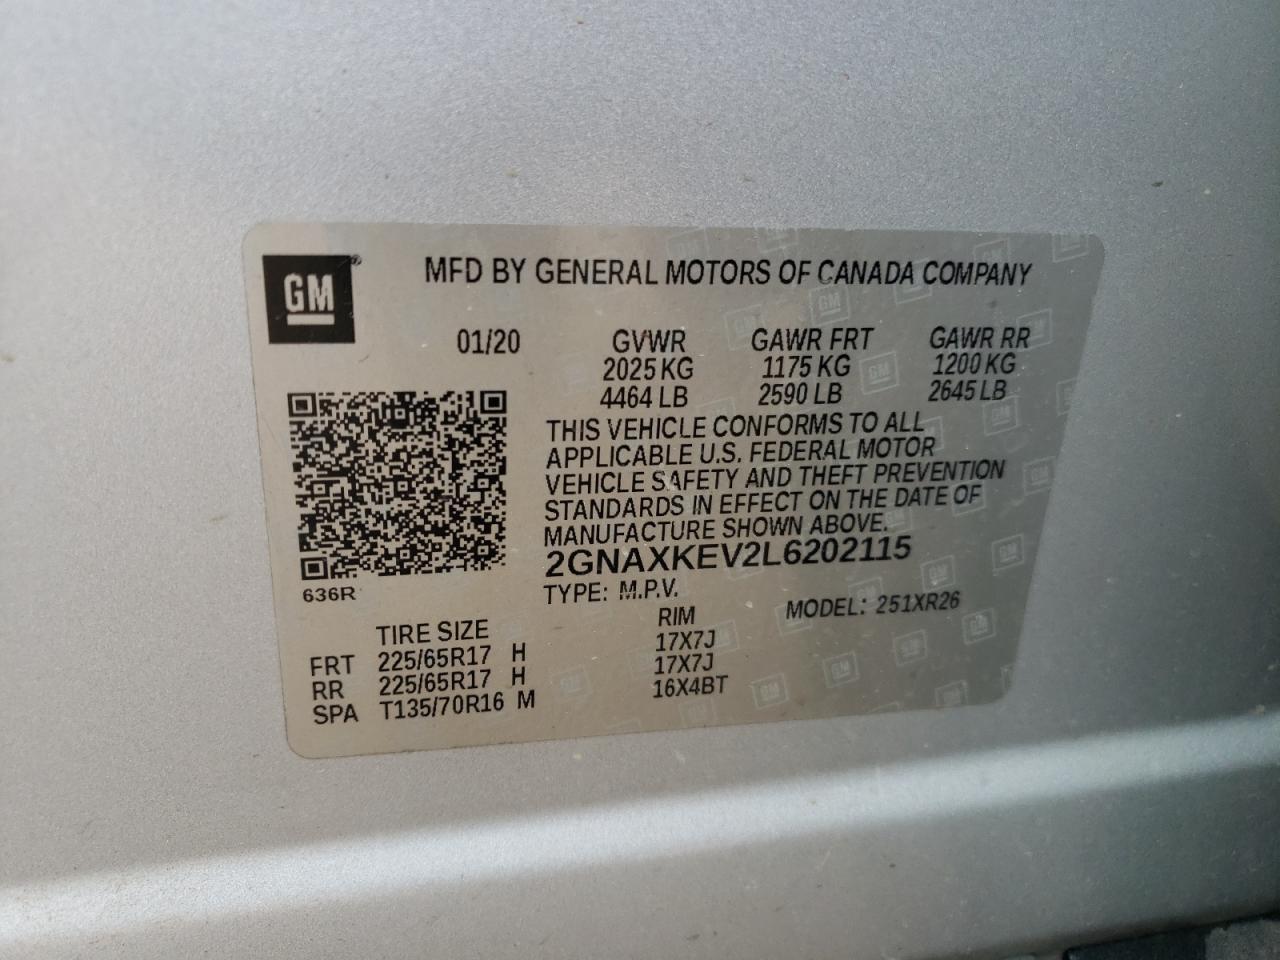 GM®
MFD BY GENERAL MOTORS OF CANADA COMPANY
01/20 GVWR GAWR FRT GAWR RR
2025 KG 1175 KG 1200 KG
4464 LB 2590 LB 2645 LB
THIS VEHICLE CONFORMS TO ALL
APPLICABLE U.S. FEDERAL MOTOR
VEHICLE SAFETY AND THEFT PREVENTION
STANDARDS IN EFFECT ON THE DATE OF
MANUFACTURE SHOWN ABOVE.
2GNAXKEV2L6202115
636R TYPE: M.P.V. MODEL: 251XR26
TIRE SIZE RIM
FRT 225/65R17 H 17X7J
RR 225/65R17 H 17X7J
SPA T135/70R16 M 16X4BT